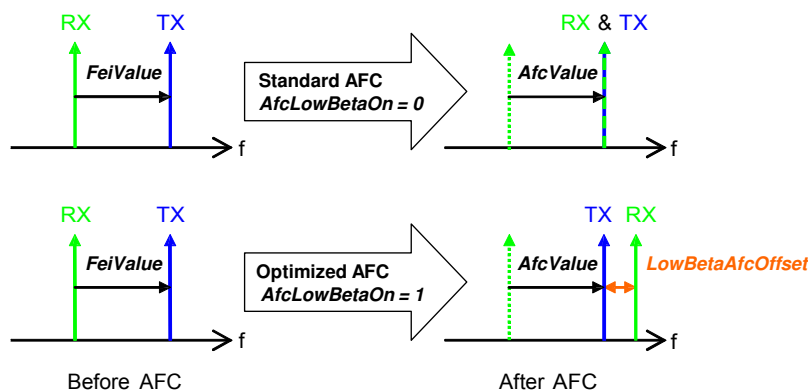 RX TX RX & TX
FeiValue Standard AFC AfcValue
AfcLowBetaOn = 0
f f
RX TX TX RX
FeiValue Optimized AFC AfcValue LowBetaAfcOffset
AfcLowBetaOn = 1
f f
Before AFC After AFC